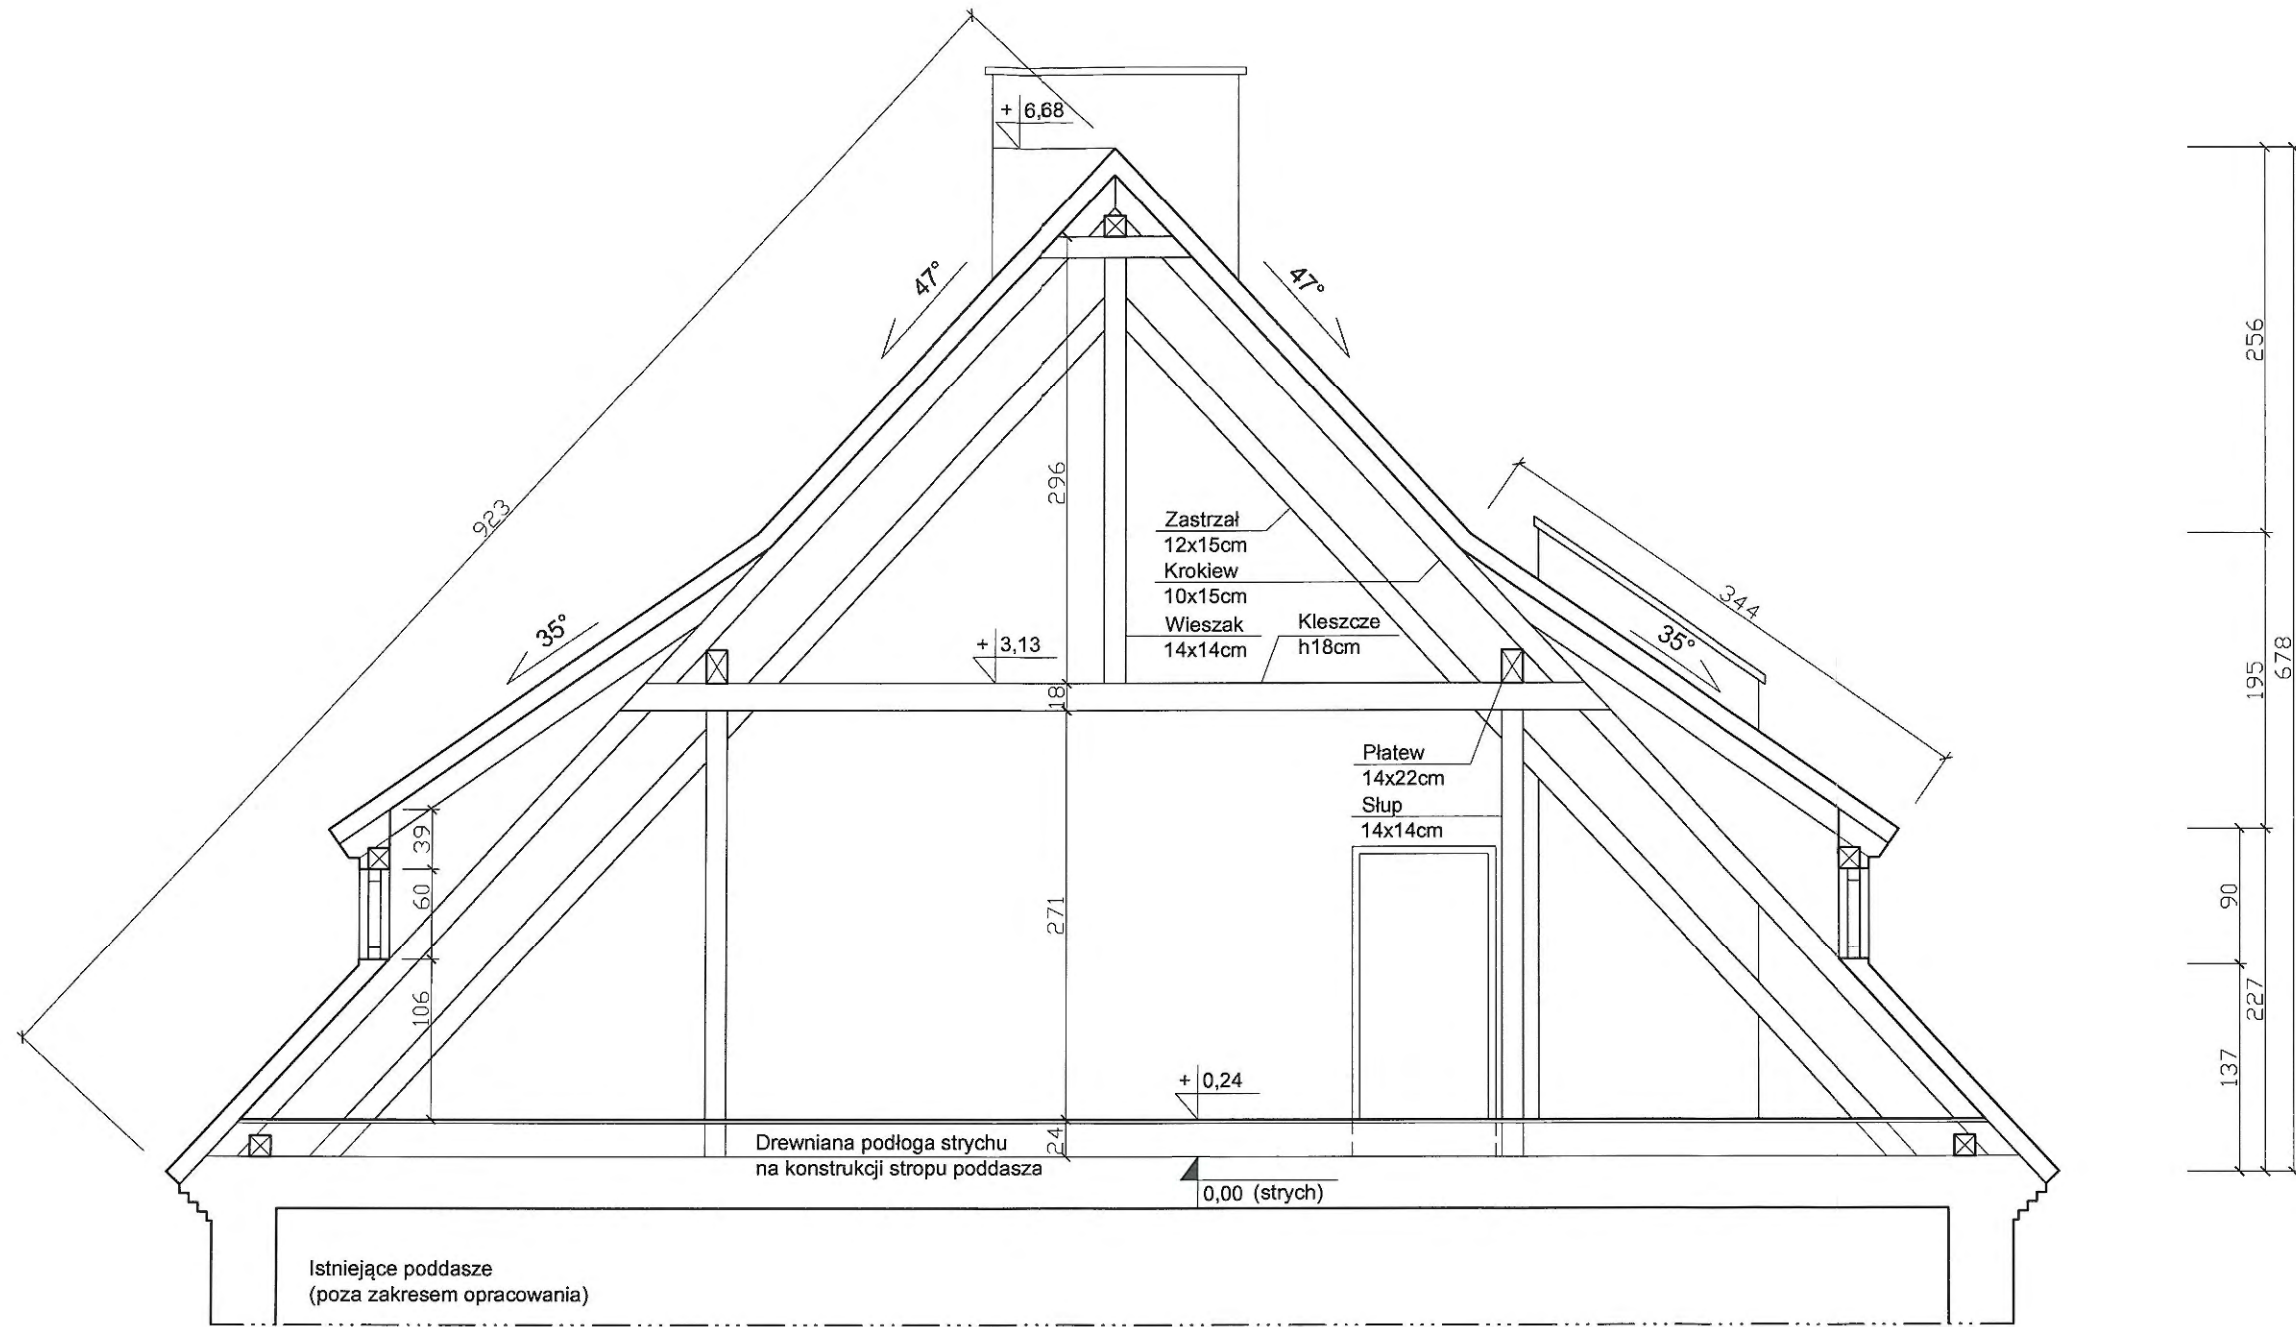 + 6,68
47°
47°
256
923
296
Zastrzał
12x15cm
Krokiew
10x15cm
Wieszak
14x14cm
Kleszcze
h18cm
344
35°
35°
+ 3,13
195
678
18
Płatew
14x22cm
Słup
14x14cm
39
60
106
271
90
227
137
+ 0,24
24
Drewniana podłoga strychu
na konstrukcji stropu poddasza
0,00 (strych)
Istniejące poddasze
(poza zakresem opracowania)